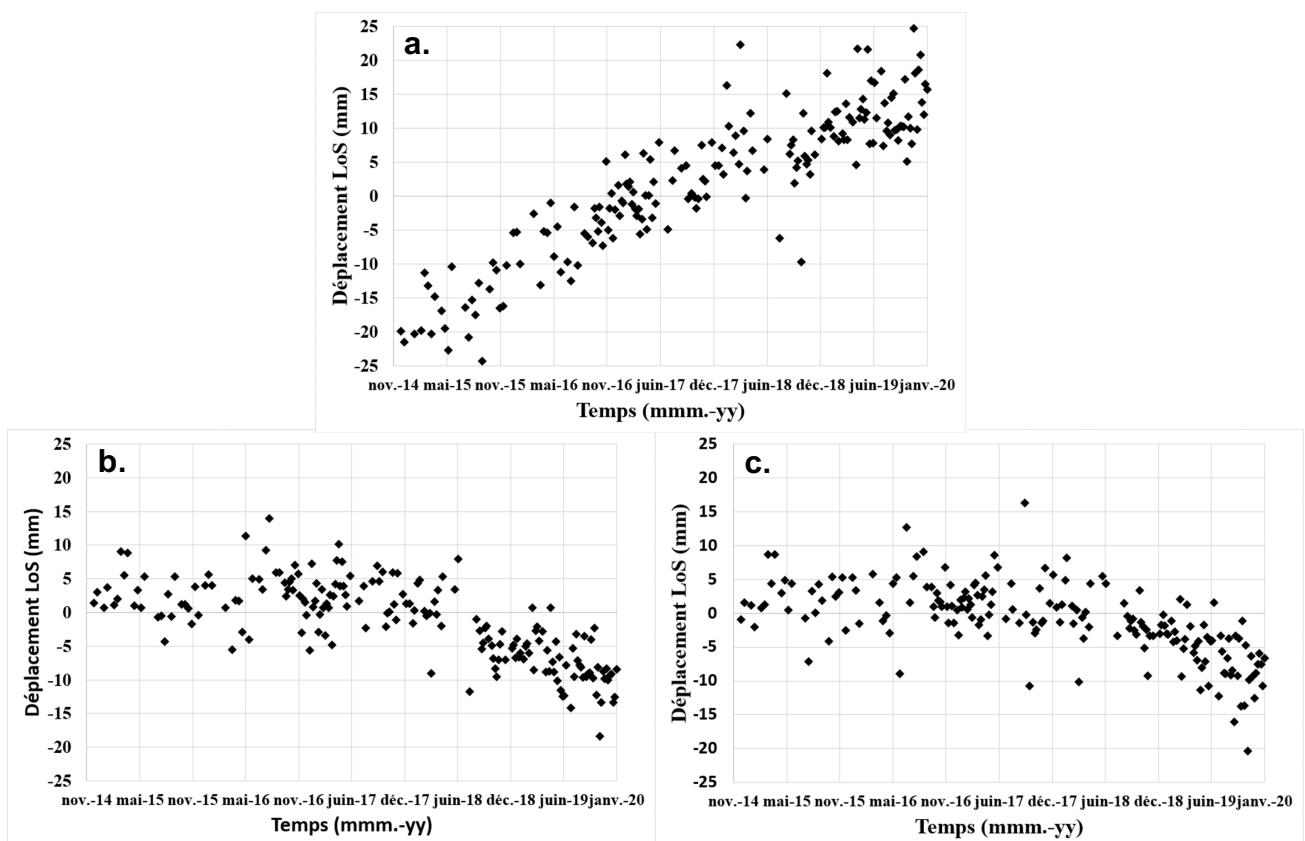 a.
Déplacement LoS (mm)
25
20
15
10
5
0
-5
-10
-15
-20
-25
nov.-14 mai-15 nov.-15 mai-16 nov.-16 juin-17 déc.-17 juin-18 déc.-18 juin-19 janv.-20
Temps (mmm.-yy)
b.
Déplacement LoS (mm)
25
20
15
10
5
0
-5
-10
-15
-20
-25
nov.-14 mai-15 nov.-15 mai-16 nov.-16 juin-17 déc.-17 juin-18 déc.-18 juin-19 janv.-20
Temps (mmm.-yy)
c.
Déplacement LoS (mm)
25
20
15
10
5
0
-5
-10
-15
-20
-25
nov.-14 mai-15 nov.-15 mai-16 nov.-16 juin-17 déc.-17 juin-18 déc.-18 juin-19 janv.-20
Temps (mmm.-yy)